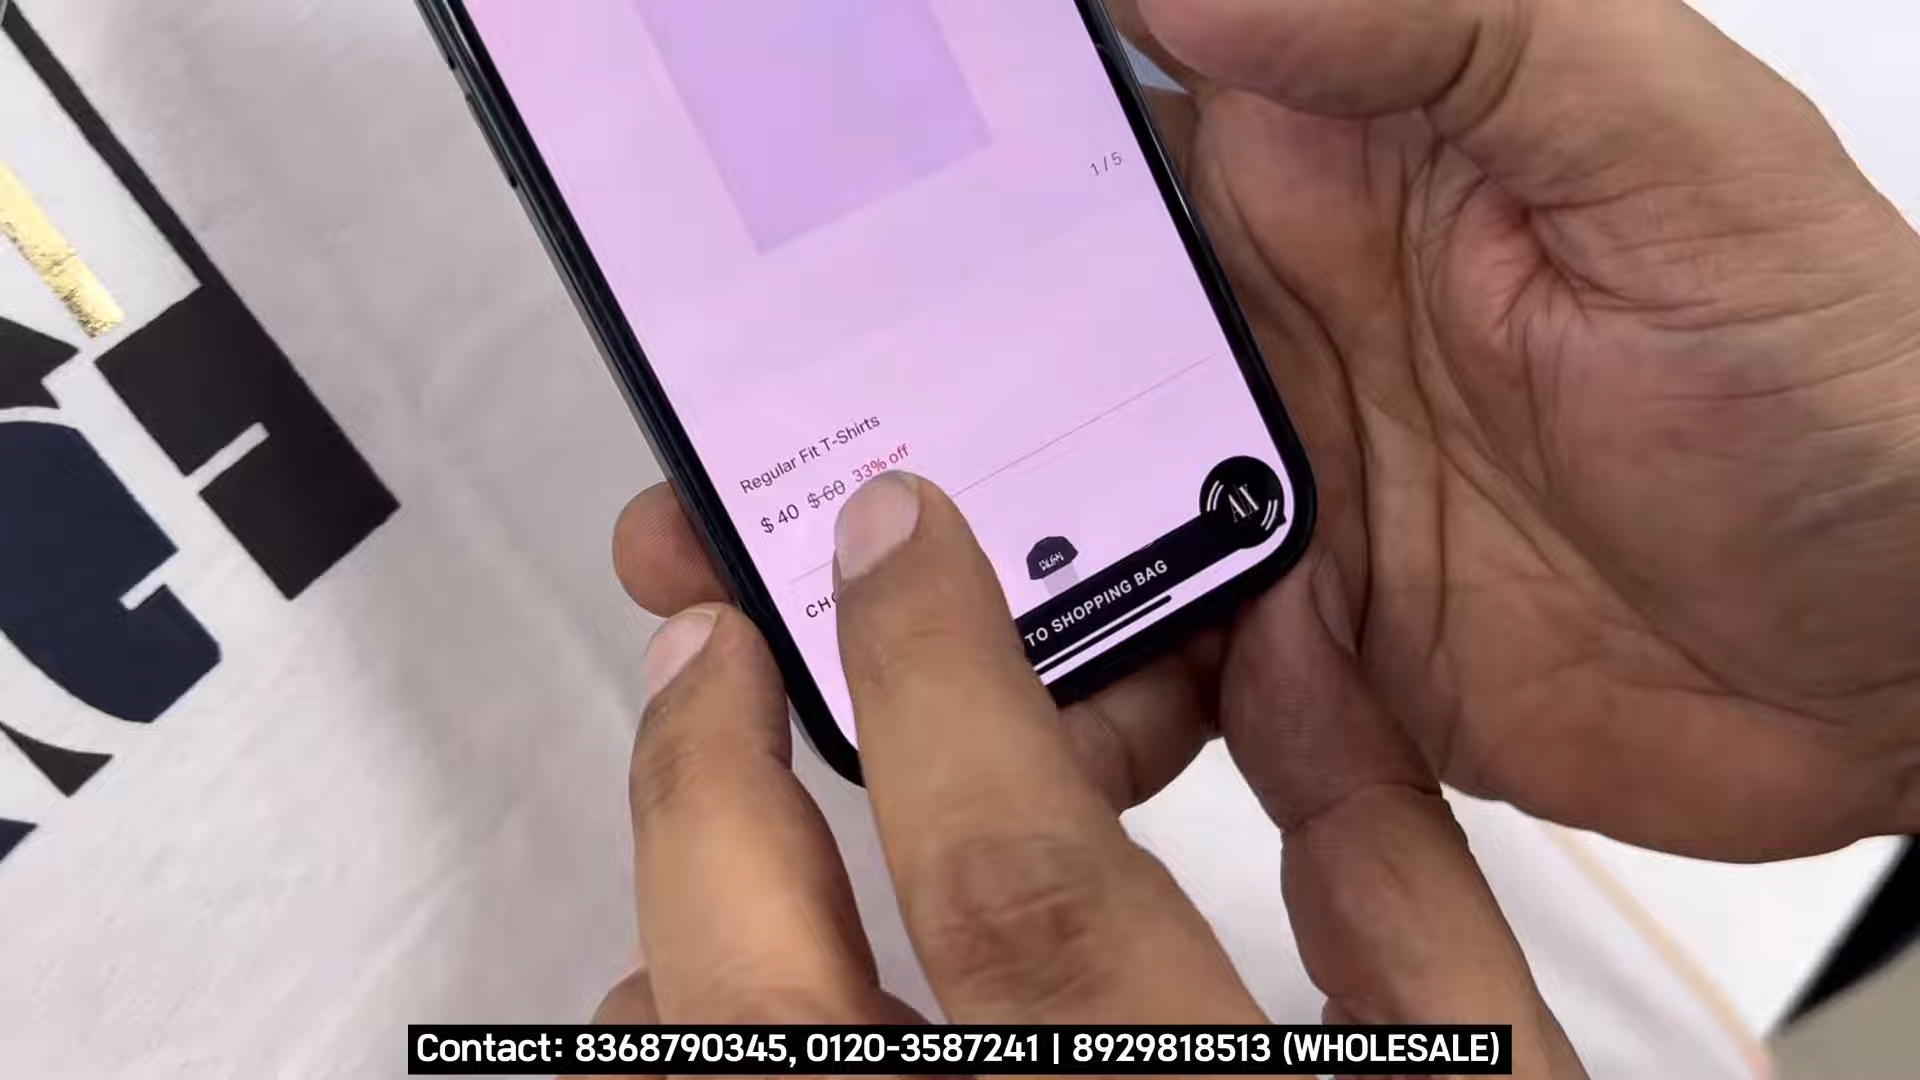 1 / 5
Regular Fit T-Shirts
$ 40 $ 60 33% off
TO SHOPPING BAG
A|X
Contact: 8368790345, 0120-3587241 | 8929818513 (WHOLESALE)